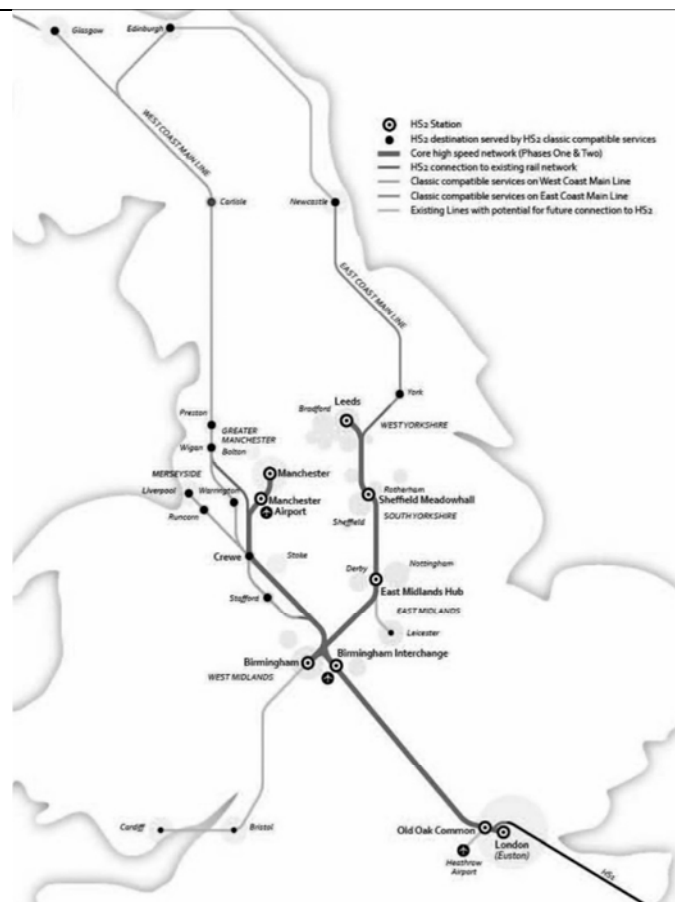 Glasgow
Edinburgh
WEST COAST MAIN LINE
HS2 Station
HS2 destination served by HS2 classic compatible services
Core high speed network (Phases One & Two)
HS2 connection to existing rail network
Classic compatible services on West Coast Main Line
Classic compatible services on East Coast Main Line
Existing Lines with potential for future connection to HS2
Carlisle
Newcastle
EAST COAST MAIN LINE
York
Leeds
Bradford
WEST YORKSHIRE
Preston
GREATER
MANCHESTER
Wigan
Bolton
MERSEYSIDE
Liverpool
Warrington
Runcorn
Manchester
Manchester
Airport
Rotherham
Sheffield Meadowhall
Sheffield
SOUTH YORKSHIRE
Crewe
Stoke
Derby
Nottingham
East Midlands Hub
EAST MIDLANDS
Leicester
Stafford
Birmingham
Birmingham Interchange
WEST MIDLANDS
Cardiff
Bristol
Old Oak Common
London
(Euston)
Heathrow
Airport
HS1